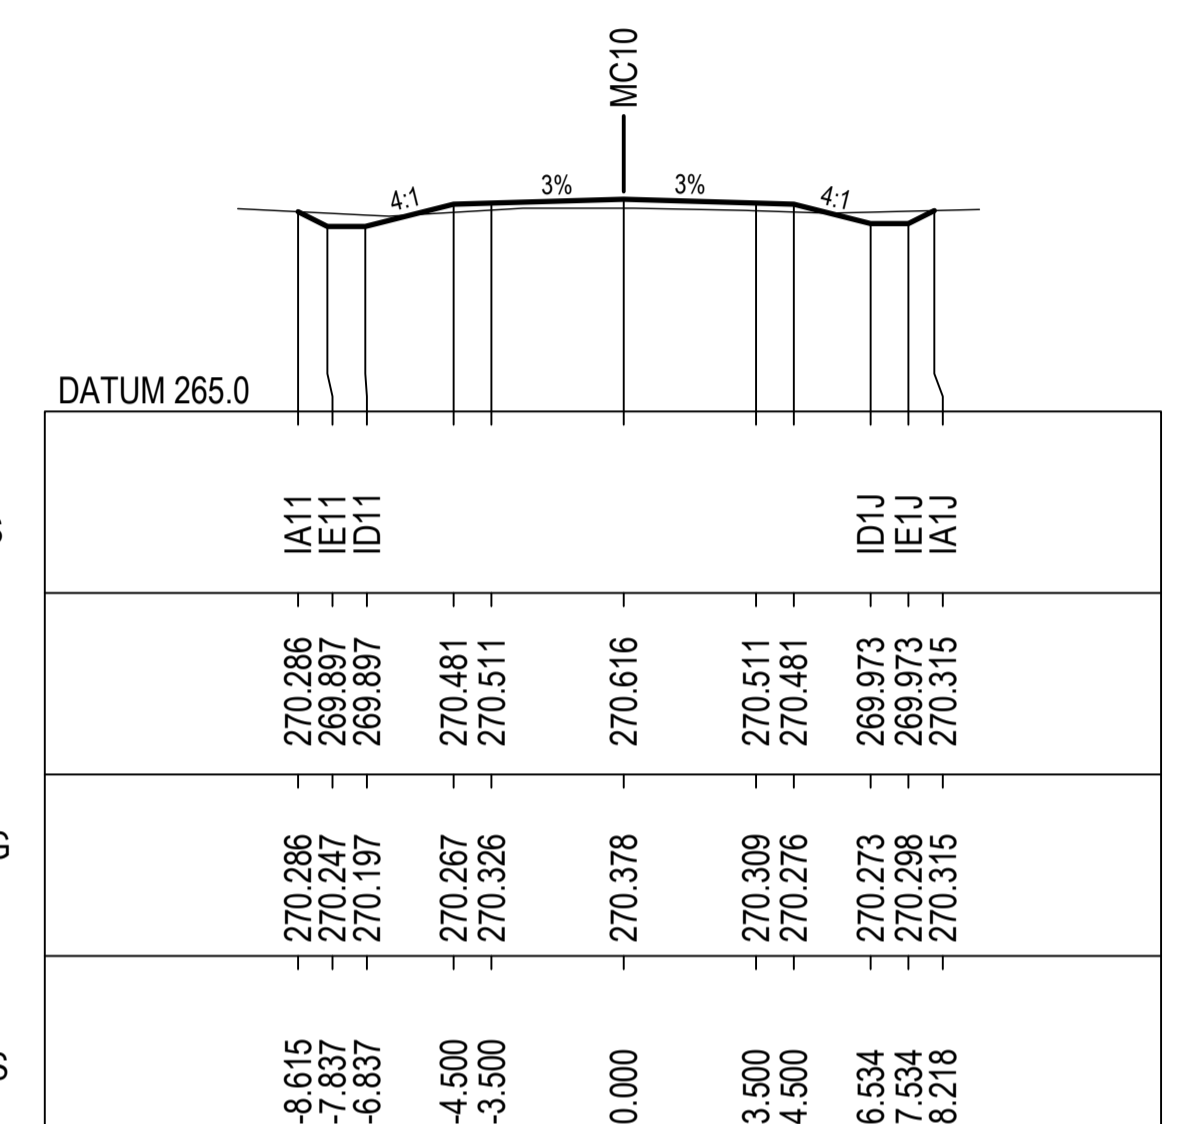 MC10
4:1 3% 3% 4:1
DATUM 265.0
IA11 IE11 ID11 ID1J IE1J IA1J
270.286 269.897 269.897 270.481 270.511 270.616 270.511 270.481 269.973 269.973 270.315
270.286 270.247 270.197 270.267 270.326 270.378 270.309 270.276 270.273 270.298 270.315
-8.615 -7.837 -6.837 -4.500 -3.500 0.000 3.500 4.500 6.534 7.534 8.218